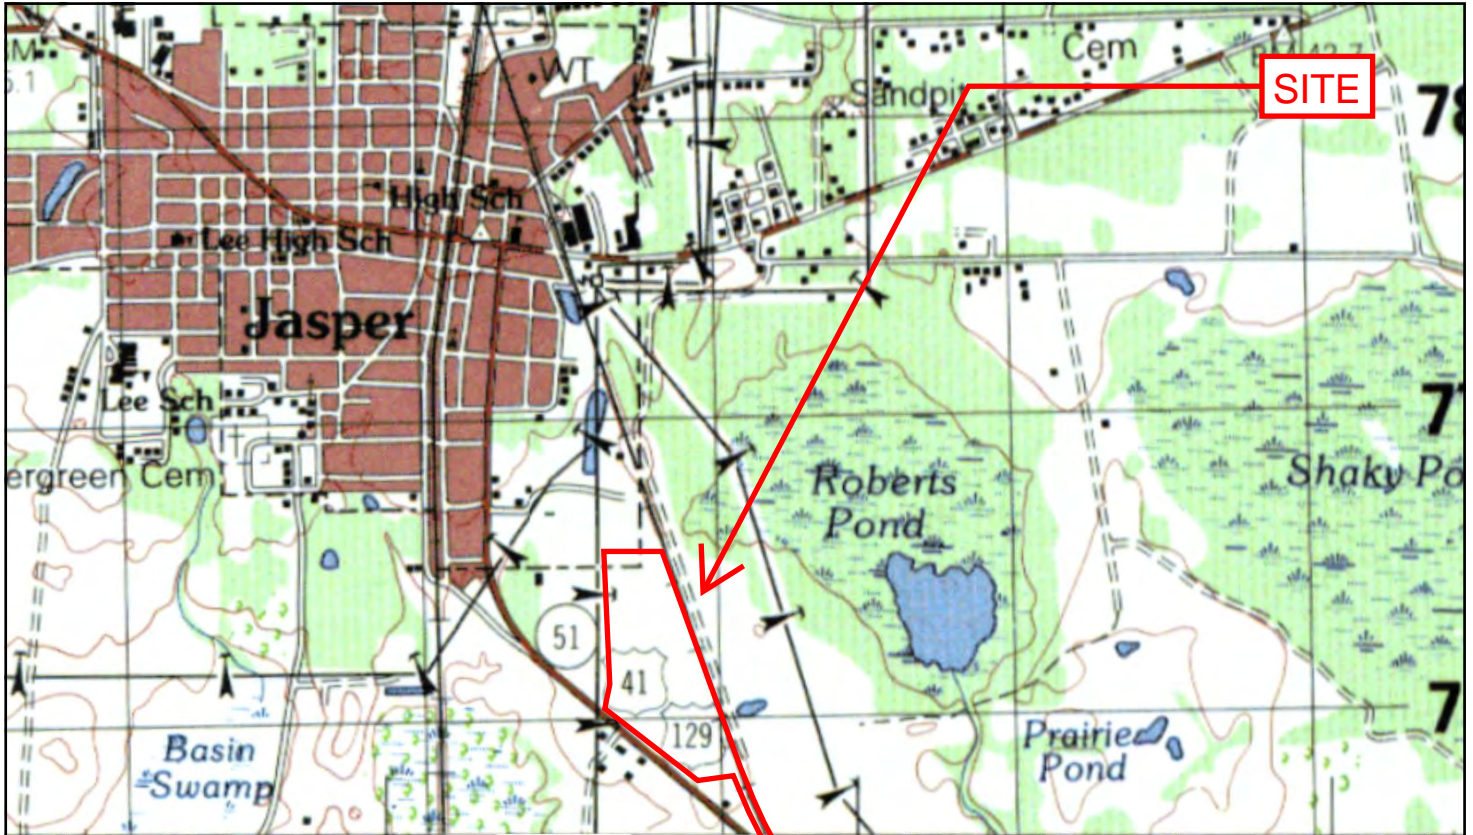 WT
Cem
SITE
Sandpit
78
High Sch
Lee High Sch
Jasper
Lee Sch
ergreen Cem
Roberts
Pond
Shaky Po
51
41
129
Basin
Swamp
Prairie
Pond